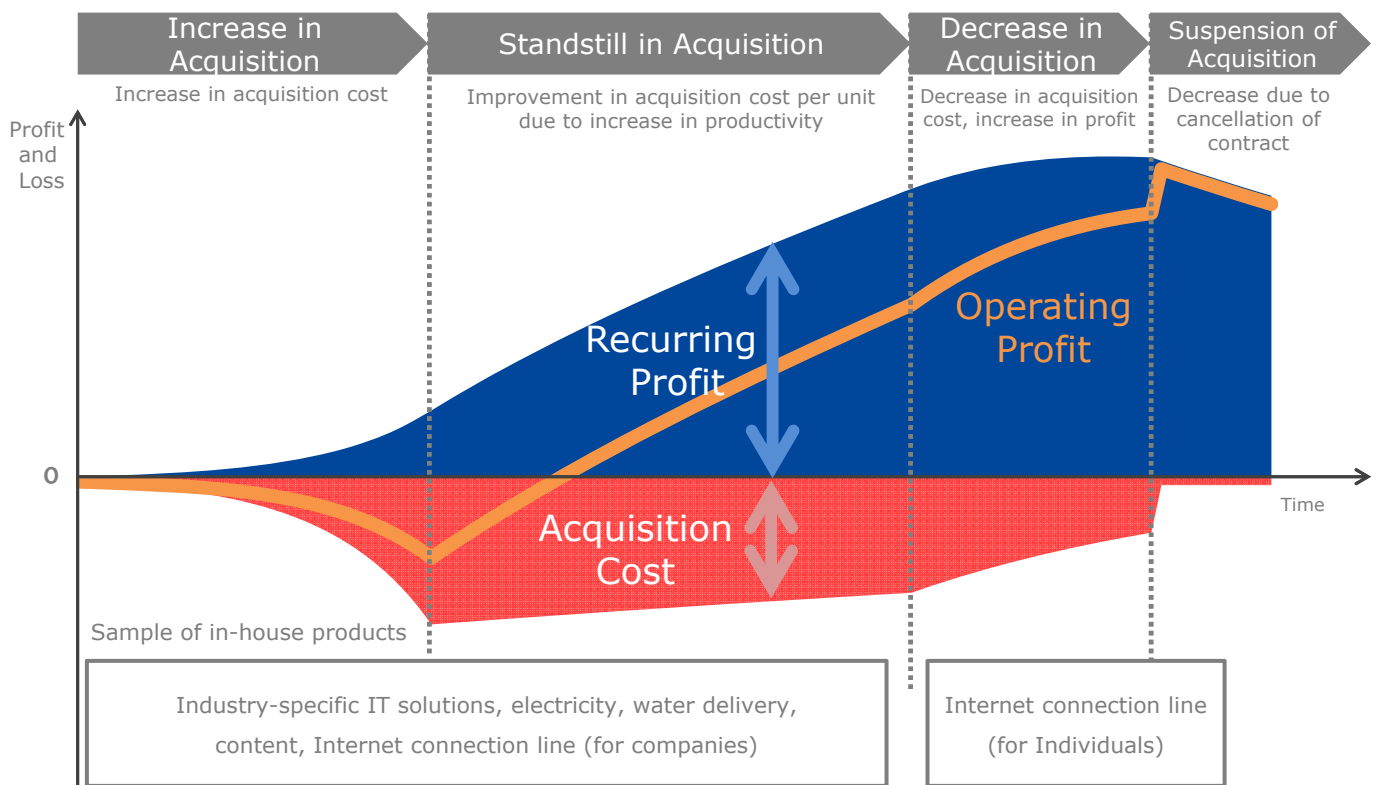 Increase in
Acquisition
Standstill in Acquisition
Decrease in
Acquisition
Suspension of
Acquisition
Increase in acquisition cost
Improvement in acquisition cost per unit
due to increase in productivity
Decrease in acquisition
cost, increase in profit
Decrease due to
cancellation of
contract
Profit
and
Loss
Recurring
Profit
Operating
Profit
0
Time
Acquisition
Cost
Sample of in-house products
Industry-specific IT solutions, electricity, water delivery,
content, Internet connection line (for companies)
Internet connection line
(for Individuals)